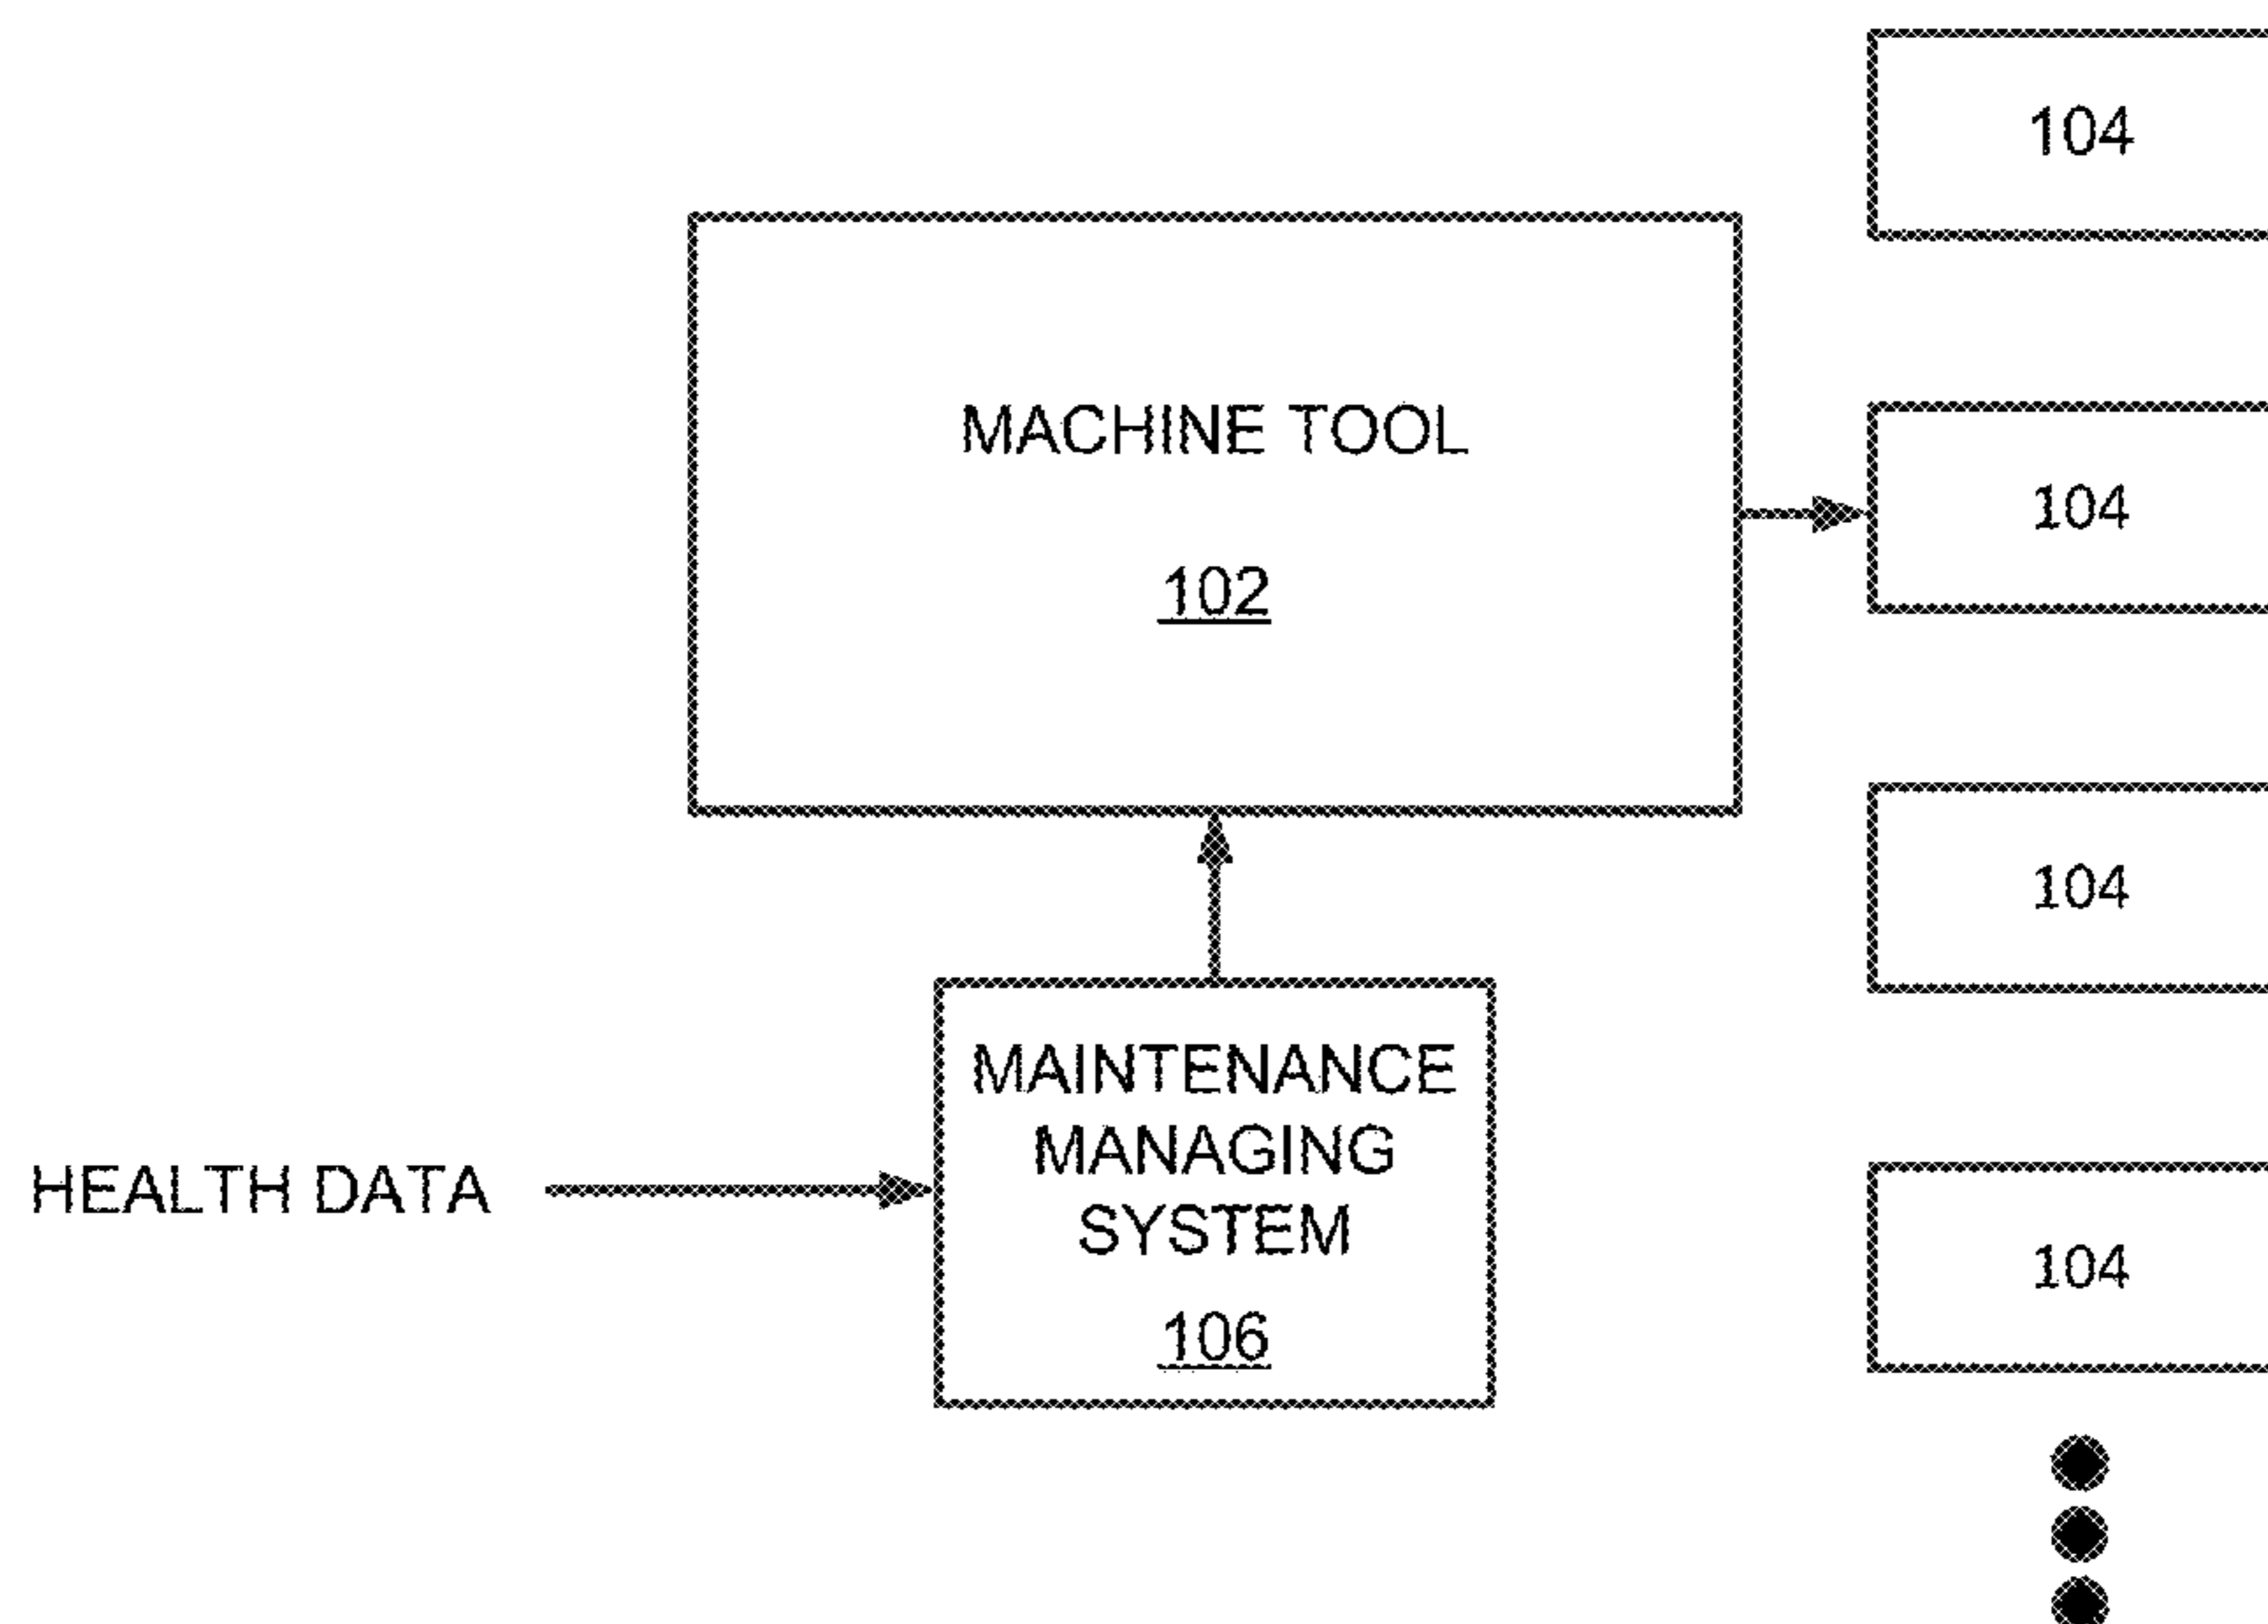 104
MACHINE TOOL
102
104
104
MAINTENANCE
MANAGING
SYSTEM
106
HEALTH DATA
104